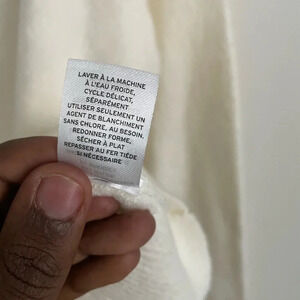 LAVER À LA MACHINE
À L'EAU FROIDE,
CYCLE DÉLICAT,
SÉPARÉMENT
UTILISER SEULEMENT UN
AGENT DE BLANCHIMENT
SANS CHLORE, AU BESOIN,
REDONNER FORME,
SÉCHER À PLAT
REPASSER AU FER TIÈDE
SI NÉCESSAIRE